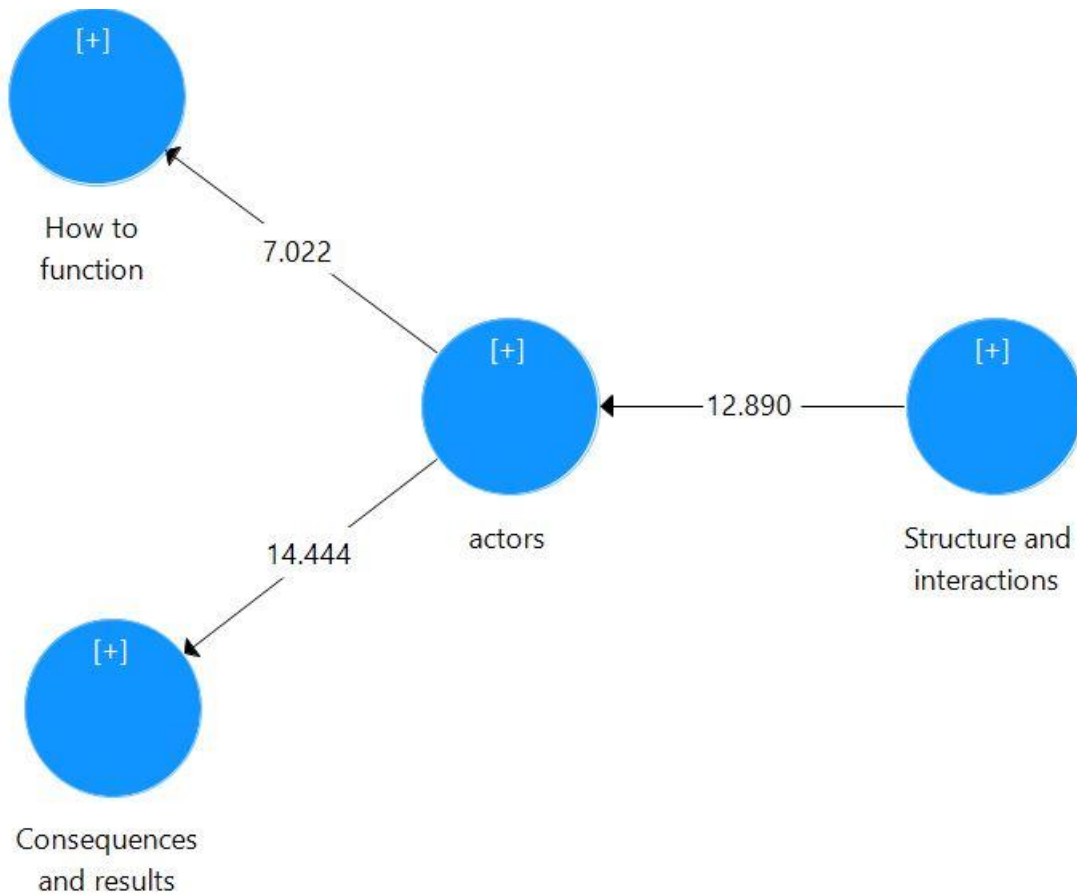 [+]
How to
function
7.022
[+]
actors
12.890
[+]
Structure and
interactions
14.444
[+]
Consequences
and results